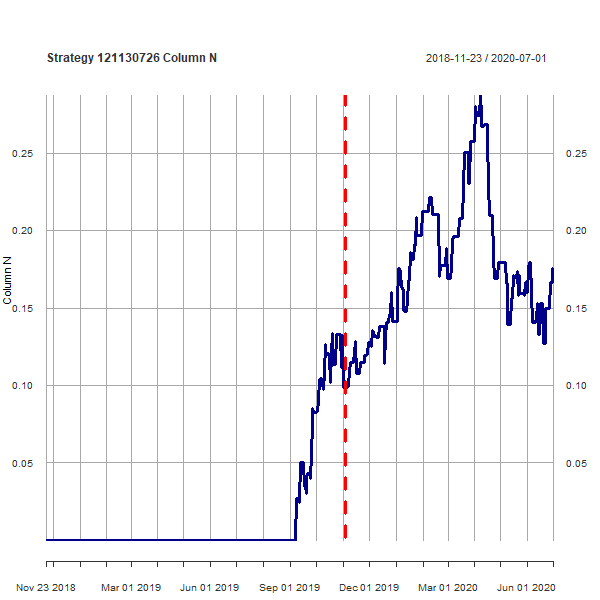 Strategy 121130726 Column N
2018-11-23 / 2020-07-01
0.25
0.25
0.20
0.20
0.15
0.15
0.10
0.10
0.05
0.05
Column N
Nov 23 2018
Mar 01 2019
Jun 01 2019
Sep 01 2019
Dec 01 2019
Mar 01 2020
Jun 01 2020